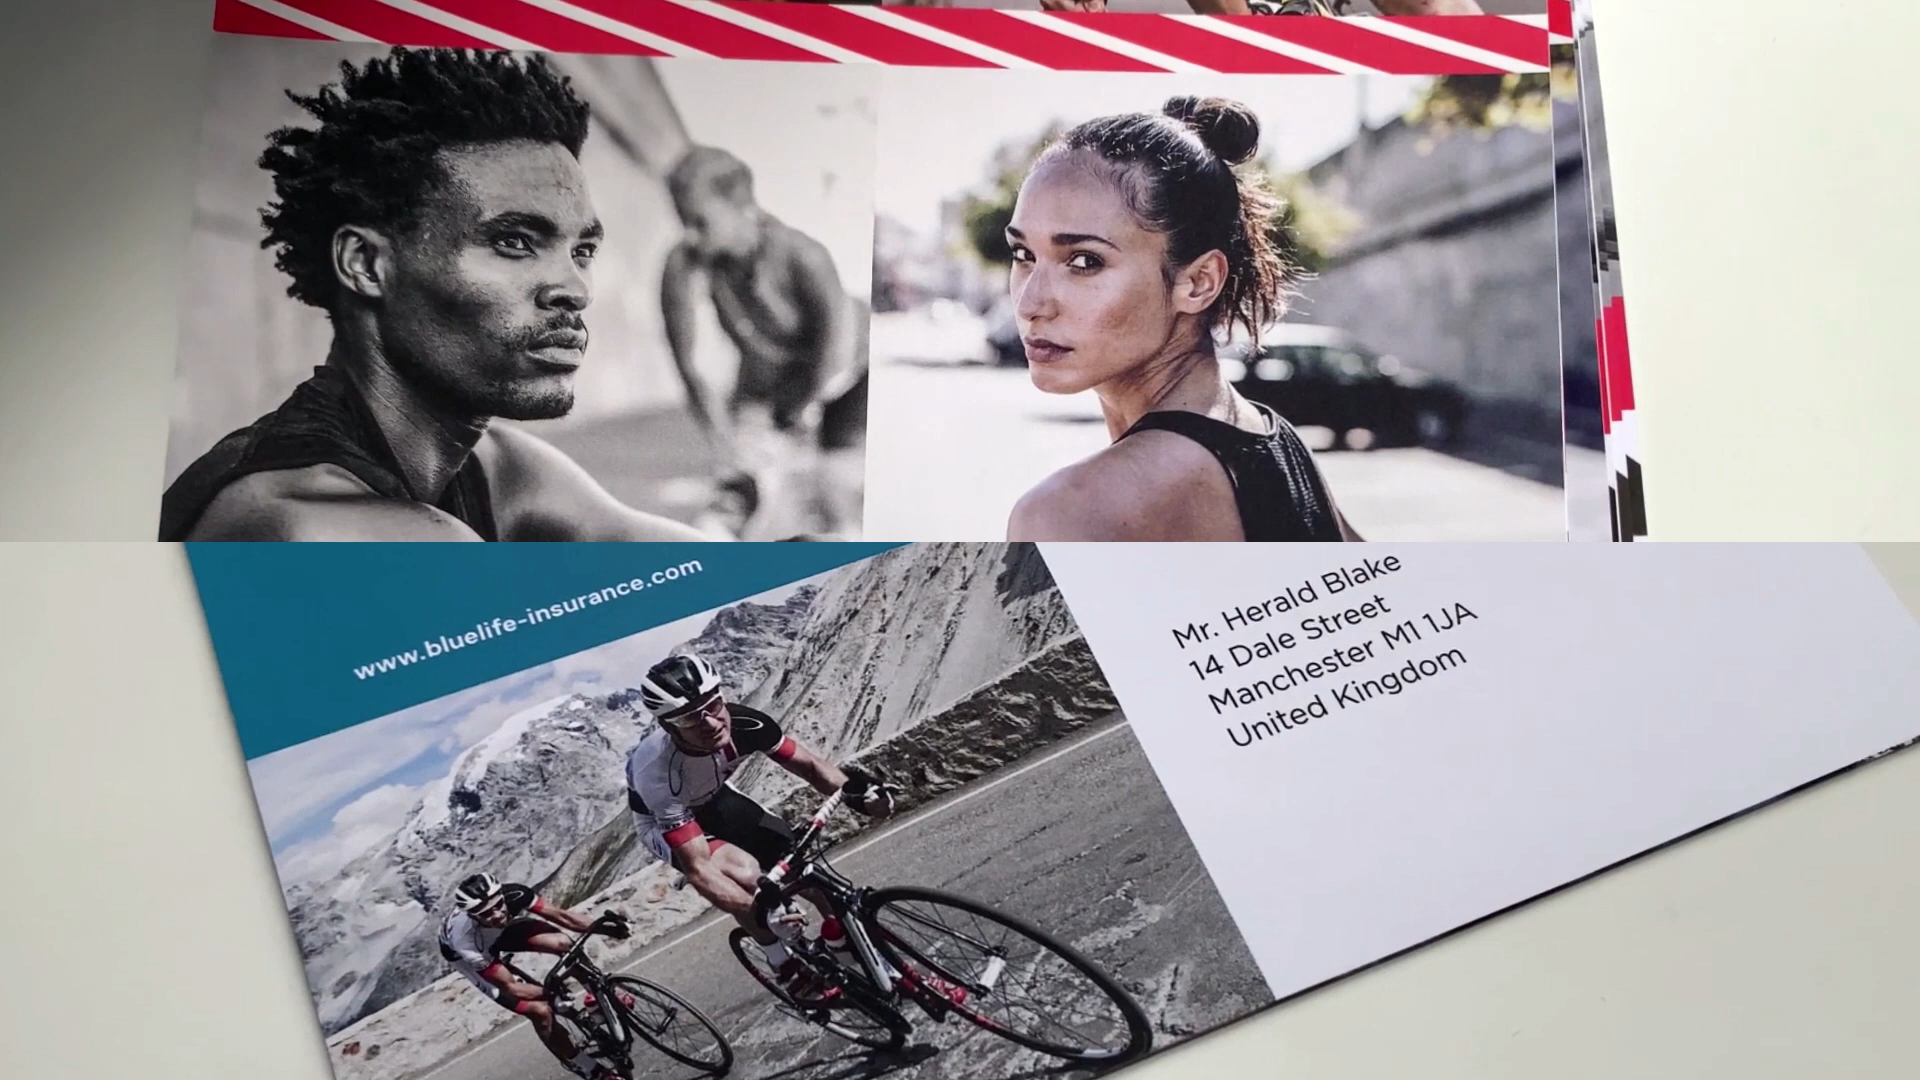 www.bluelife-insurance.com
Mr. Herald Blake
14 Dale Street
Manchester M1 1JA
United Kingdom